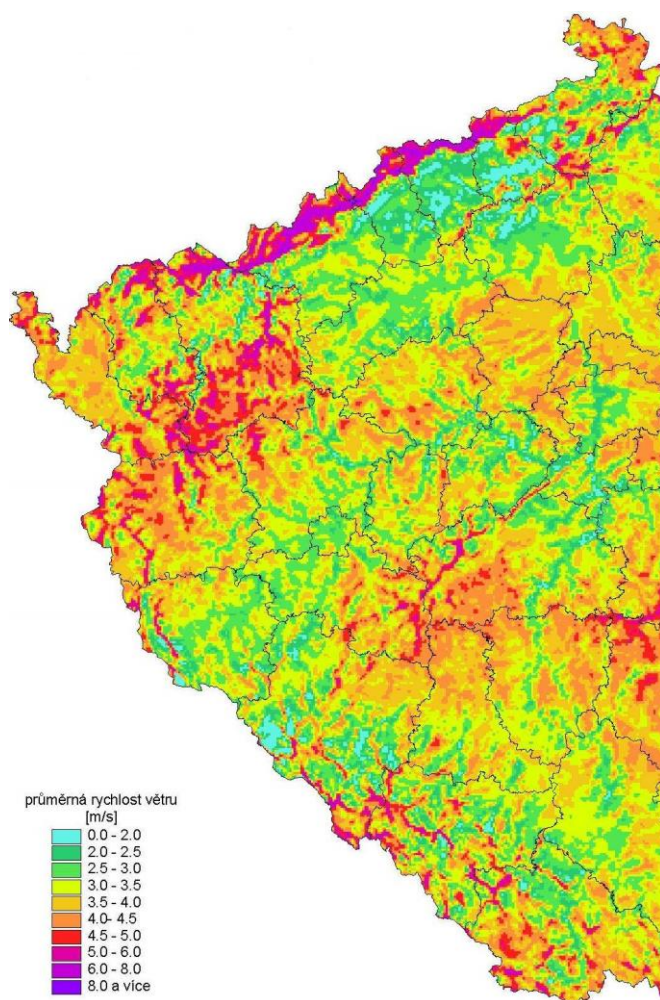 průměrná rychlost větru
[m/s]
0.0 - 2.0
2.0 - 2.5
2.5 - 3.0
3.0 - 3.5
3.5 - 4.0
4.0- 4.5
4.5 - 5.0
5.0 - 6.0
6.0 - 8.0
8.0 a více